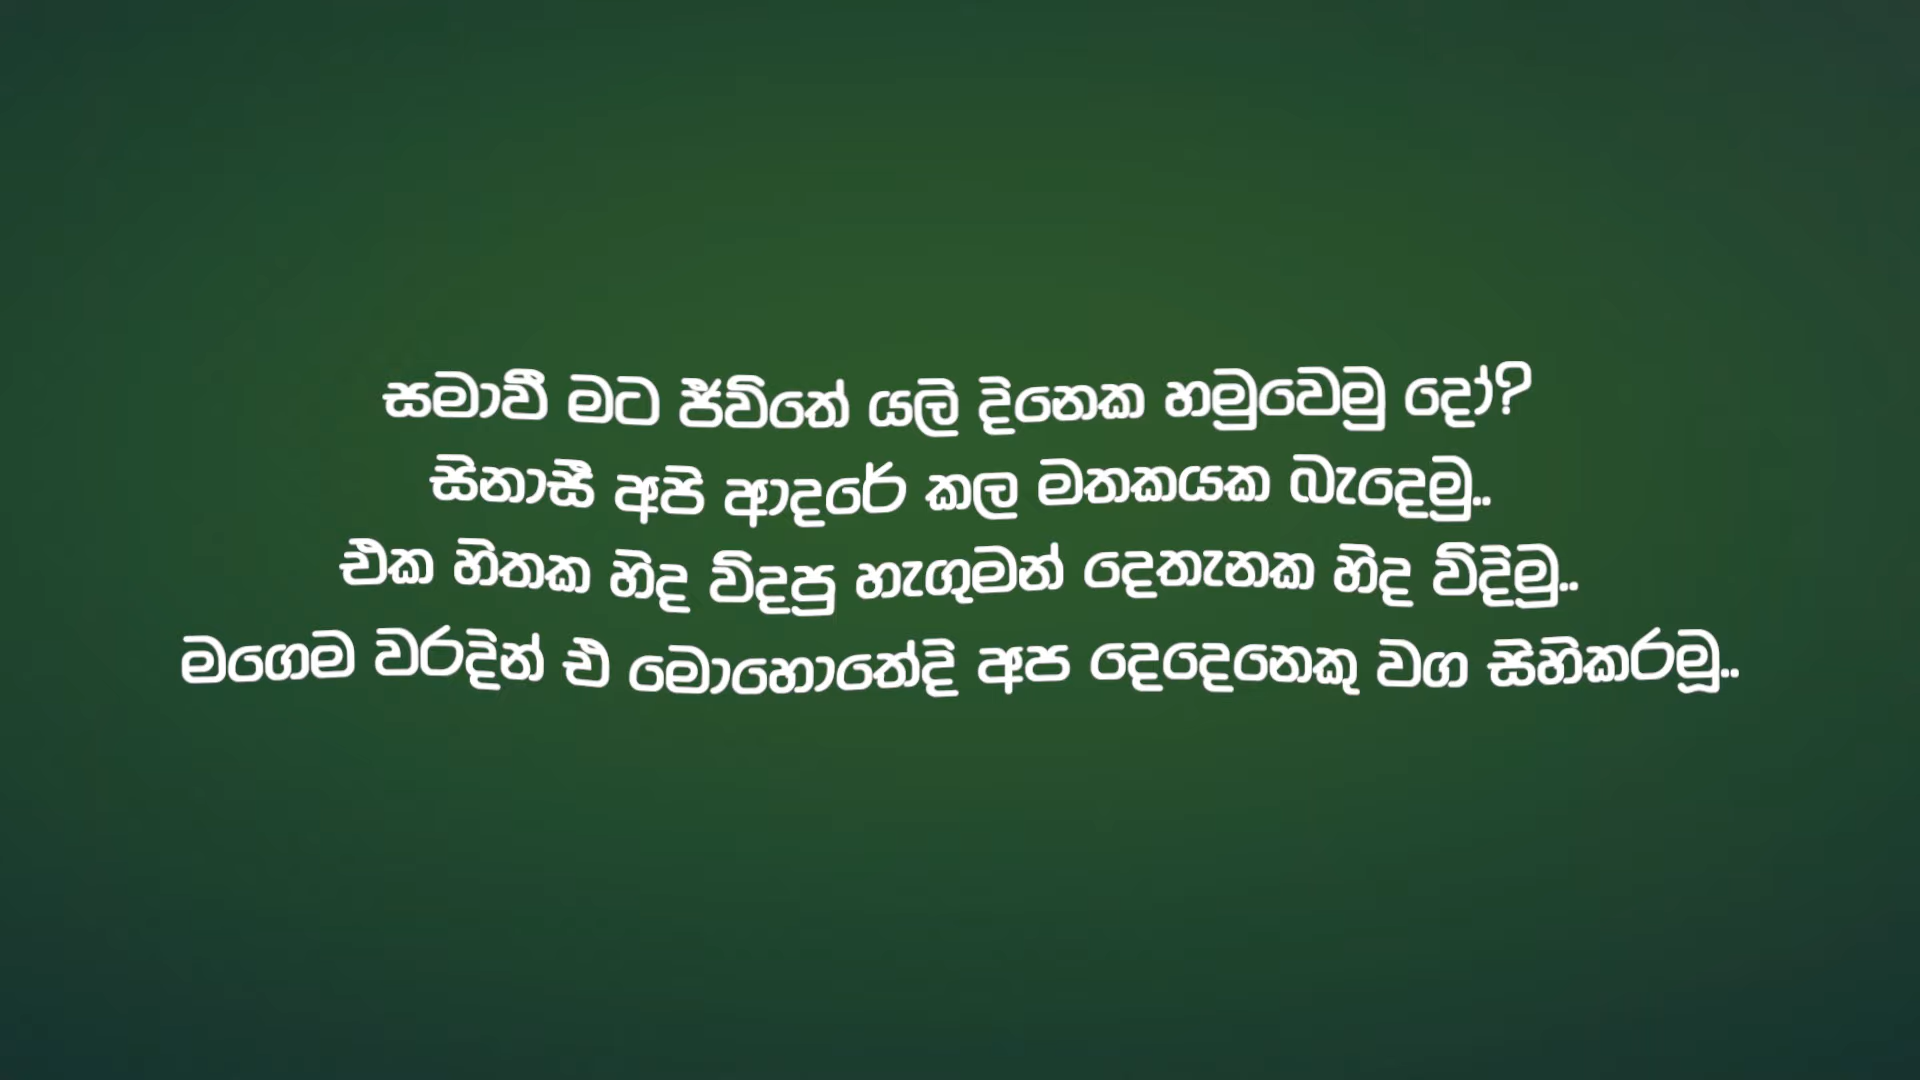 සමාවී මට ජීවිතේ යලි දිනෙක හමුවෙමු දෝ?
සිනාසී අපි ආදරේ කල මතකයක බැදෙමු..
එක හිතක හිද විදපු හැගුමන් දෙතැනක හිද විදිමු..
මගෙම වරදින් එ මොහොතේදි අප දෙදෙනෙකු වග සිහිකරමූ..